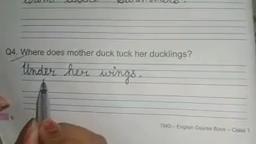 Q4. Where does mother duck tuck her ducklings?
Under her wings.
TMO – English Course Book – Class 1